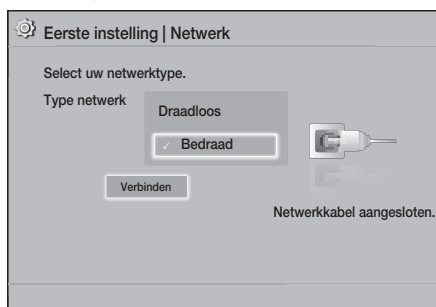 Eerste instelling | Netwerk
Select uw netwerktype.
Type netwerk
Draadloos
✓ Bedraad
Verbinden
Netwerkkabel aangesloten.